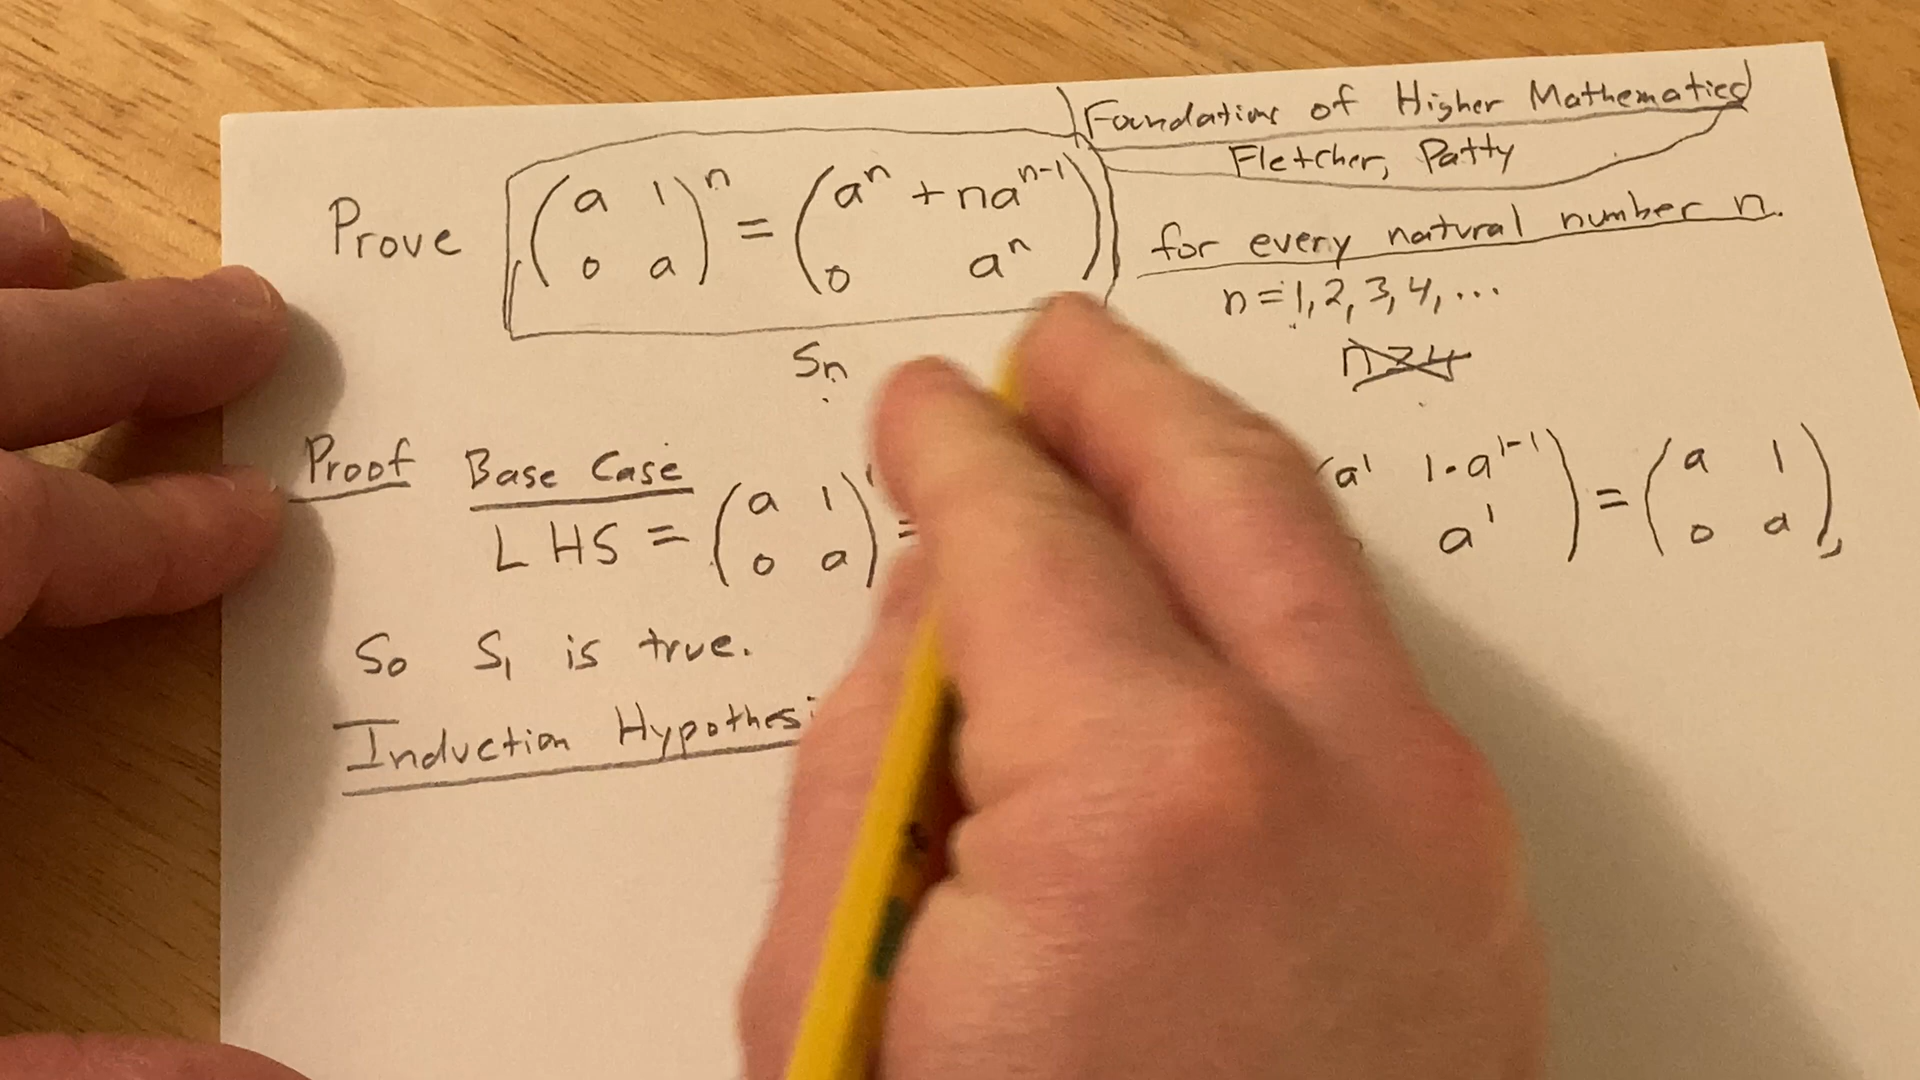 Foundations of Higher Mathematics
Fletcher, Patty
Prove (a 1 0 a)^n = (a^n + na^{n-1} 0 a^n) for every natural number n.
n = 1, 2, 3, 4, ...
Sn
Proof Base Case
LHS = (a 1 0 a) = a^1 1·a^{1-1} a^1) = (a 1 0 a),
So S_1 is true.
Induction